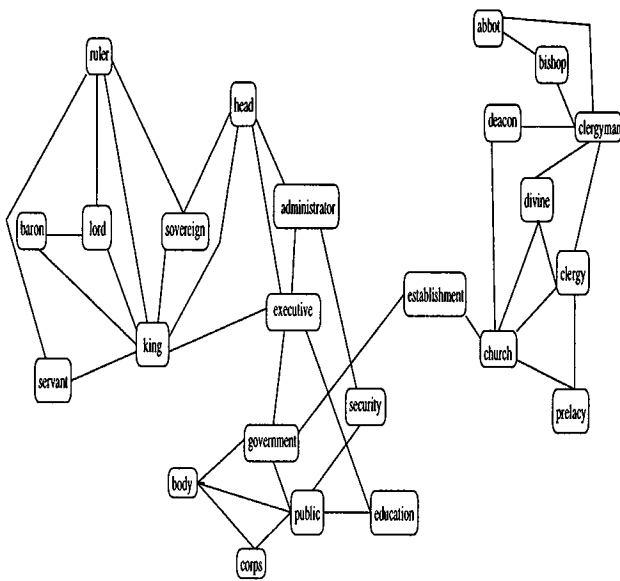 abbot
ruler
bishop
head
deacon
clergyman
administrator
divine
baron
lord
sovereign
clergy
establishment
executive
king
church
servant
security
prelacy
government
body
public
education
corps